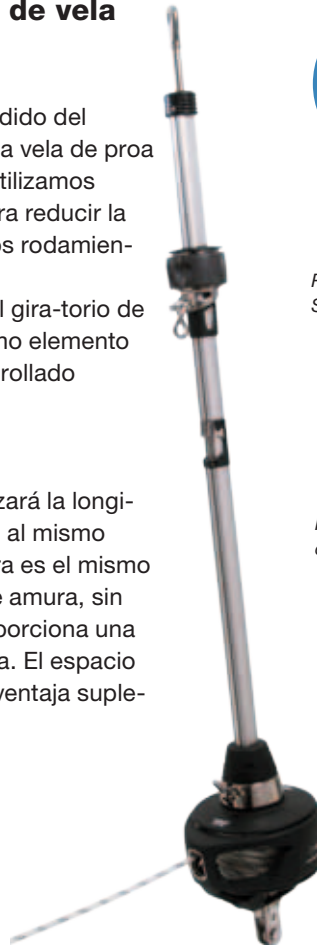 de vela
dido del
a vela de proa
tilizamos
ra reducir la
os rodamien-
l gira-torio de
no elemento
rollado
zará la longi-
al mismo
ra es el mismo
e amura, sin
porciona una
a. El espacio
ventaja suple-